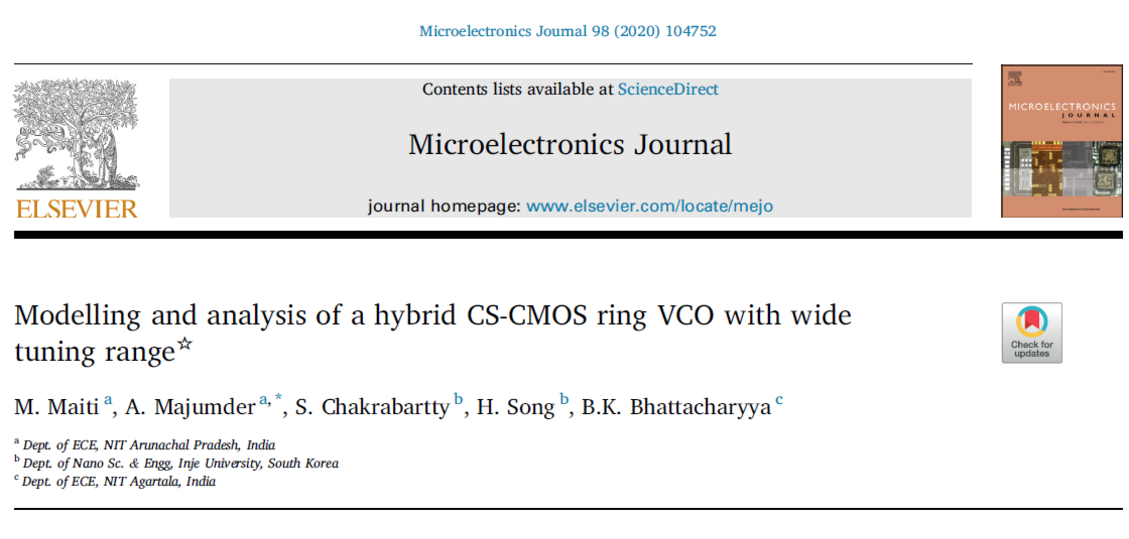 Microelectronics Journal 98 (2020) 104752
Contents lists available at ScienceDirect
Microelectronics Journal
journal homepage: www.elsevier.com/locate/mejo
ELSEVIER
MICROELECTRONICS
JOURNAL
Modelling and analysis of a hybrid CS-CMOS ring VCO with wide
tuning range☆
Check for
updates
M. Maiti a, A. Majumder a,*, S. Chakrabartty b, H. Song b, B.K. Bhattacharyya c
a Dept. of ECE, NIT Arunachal Pradesh, India
b Dept. of Nano Sc. & Engg, Inje University, South Korea
c Dept. of ECE, NIT Agartala, India